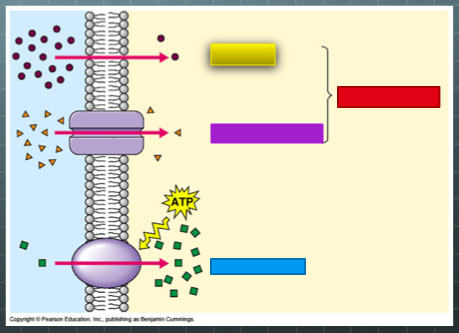 ATP
Copyright © Pearson Education, Inc., publishing as Benjamin Cummings.